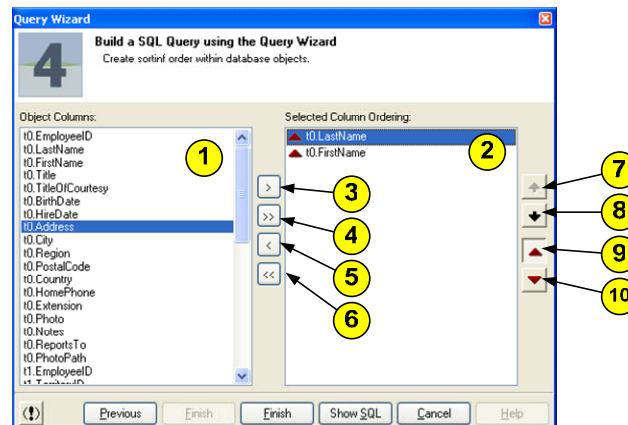 Query Wizard
4
Build a SQL Query using the Query Wizard
Create sortinf order within database objects.
Object Columns:
t0.EmployeeID
t0.LastName
t0.FirstName
t0.Title
t0.TitleOfCourtesy
t0.BirthDate
t0.HireDate
t0.Address
t0.City
t0.Region
t0.PostalCode
t0.Country
t0.HomePhone
t0.Extension
t0.Photo
t0.Notes
t0.ReportsTo
t0.PhotoPath
t1.EmployeeID
t1.TerritoryID
1
>
>>
<
<<
3
4
5
6
Selected Column Ordering:
t0.LastName
t0.FirstName
2
7
8
9
10
(!)
Previous
Finish
Finish
Show SQL
Cancel
Help